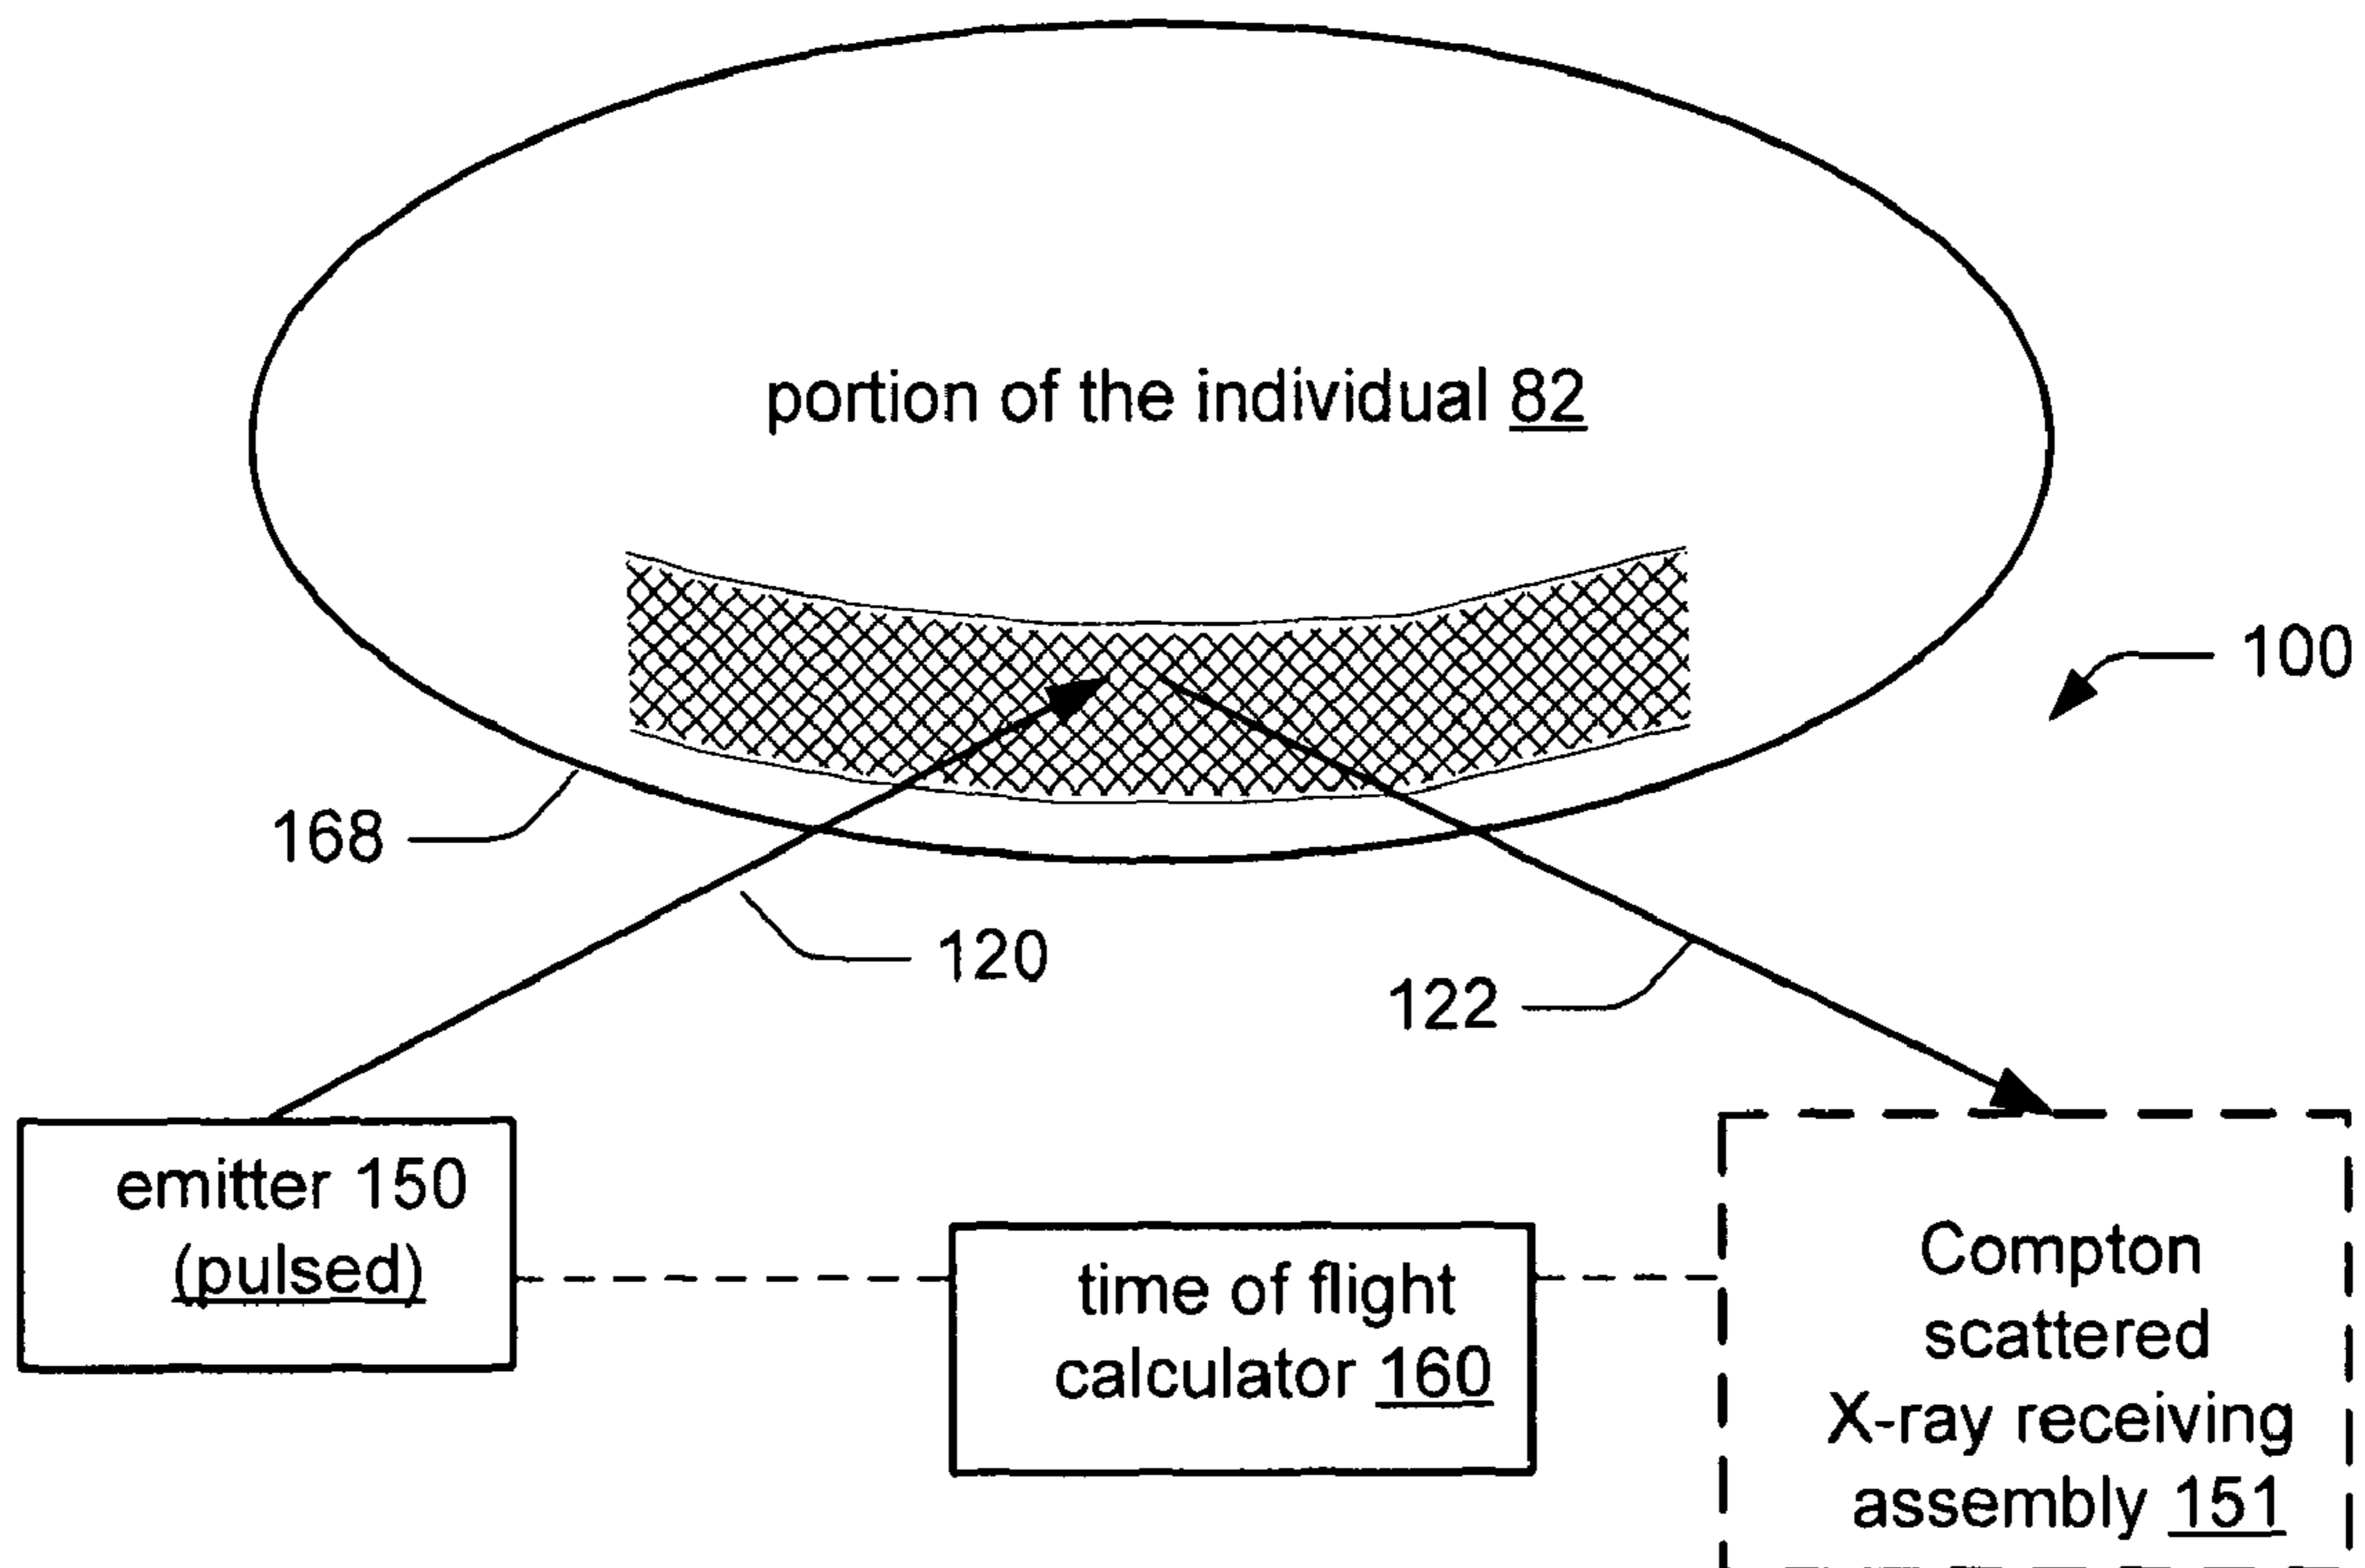 portion of the individual 82
100
168
120
122
emitter 150
(pulsed)
time of flight
calculator 160
Compton
scattered
X-ray receiving
assembly 151